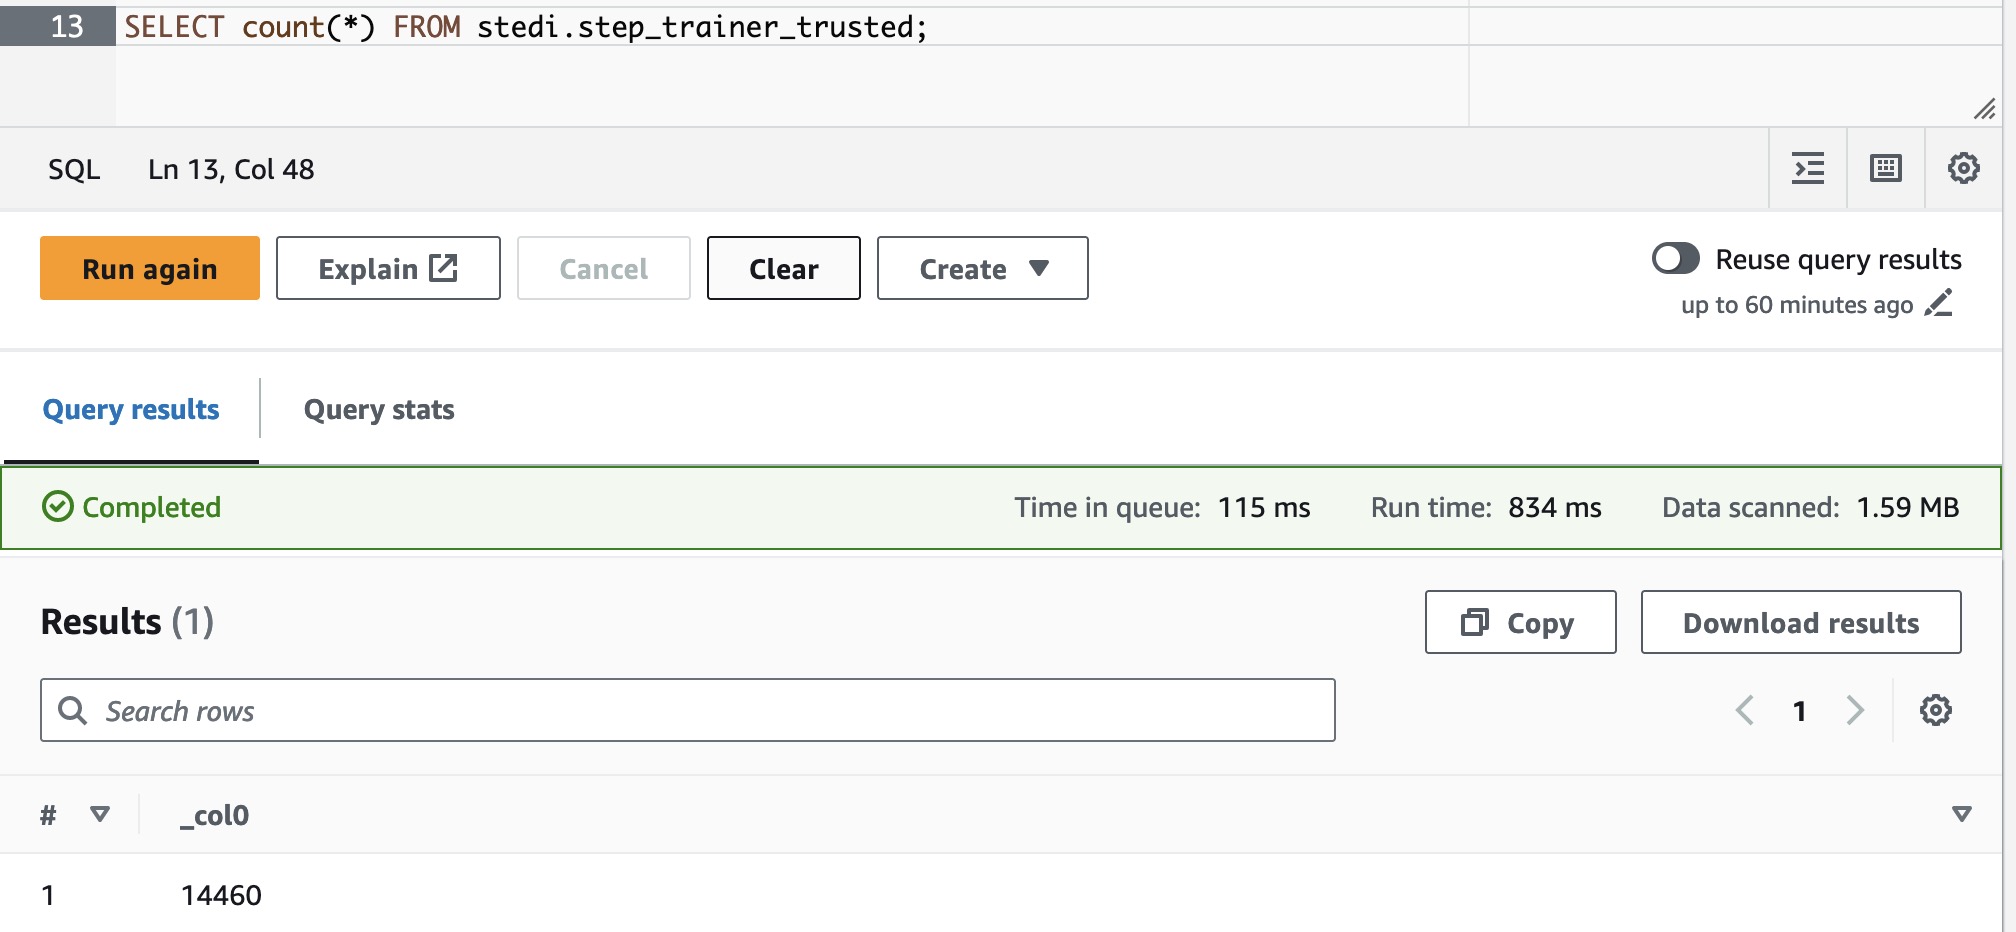 13 SELECT count(*) FROM stedi.step_trainer_trusted;
SQL Ln 13, Col 48
Run again Explain Cancel Clear Create Reuse query results
up to 60 minutes ago
Query results Query stats
Completed Time in queue: 115 ms Run time: 834 ms Data scanned: 1.59 MB
Results (1) Copy Download results
Search rows 1
# _col0
1 14460